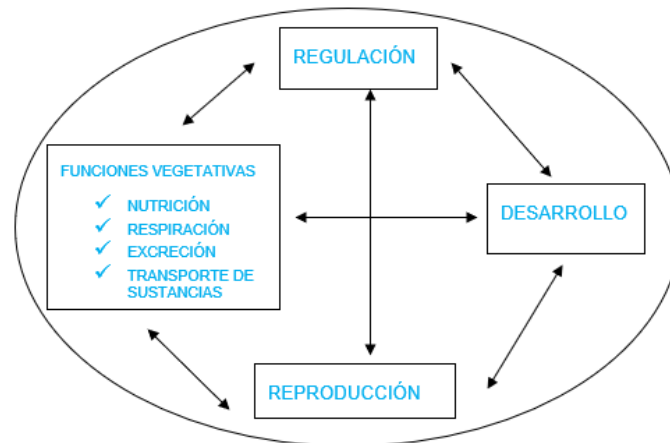 REGULACIÓN
FUNCIONES VEGETATIVAS
NUTRICIÓN
RESPIRACIÓN
EXCRECIÓN
TRANSPORTE DE
SUSTANCIAS
DESARROLLO
REPRODUCCIÓN